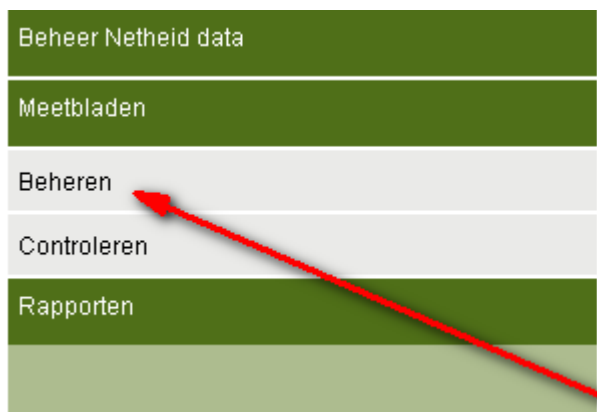 Beheer Netheid data
Meetbladen
Beheren
Controleren
Rapporten